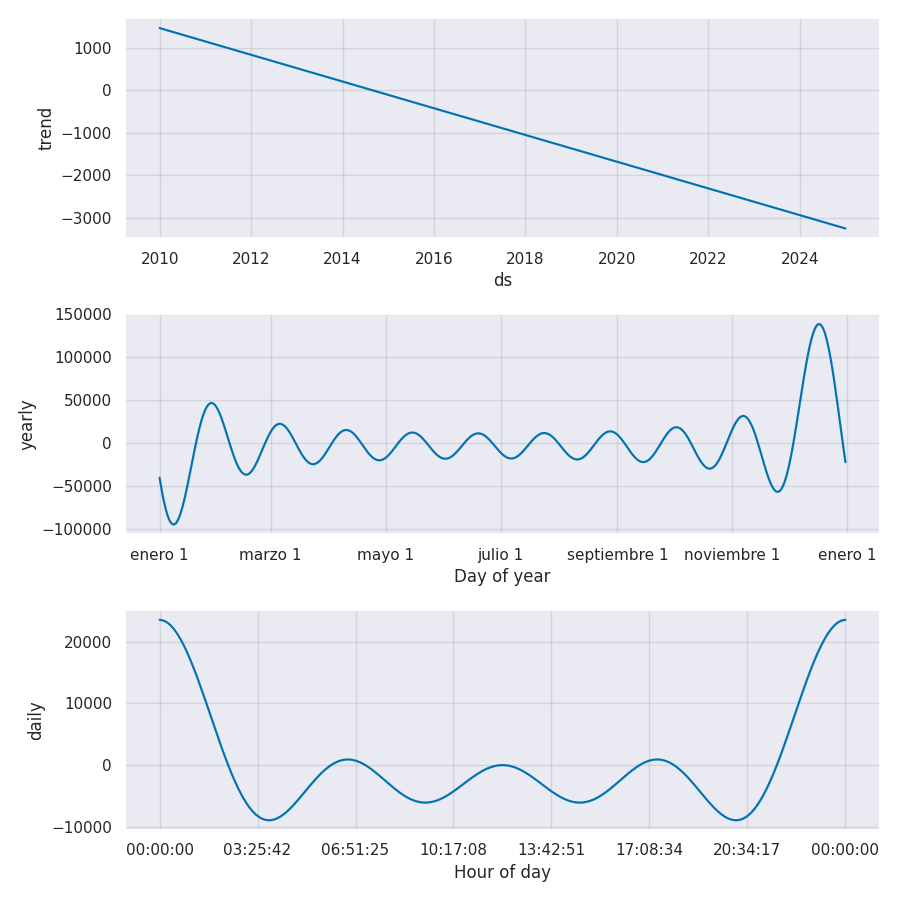 1000
0
−1000
−2000
−3000
trend
2010 2012 2014 2016 2018 2020 2022 2024
ds
150000
100000
50000
0
−50000
−100000
yearly
enero 1 marzo 1 mayo 1 julio 1 septiembre 1 noviembre 1 enero 1
Day of year
20000
10000
0
−10000
daily
00:00:00 03:25:42 06:51:25 10:17:08 13:42:51 17:08:34 20:34:17 00:00:00
Hour of day